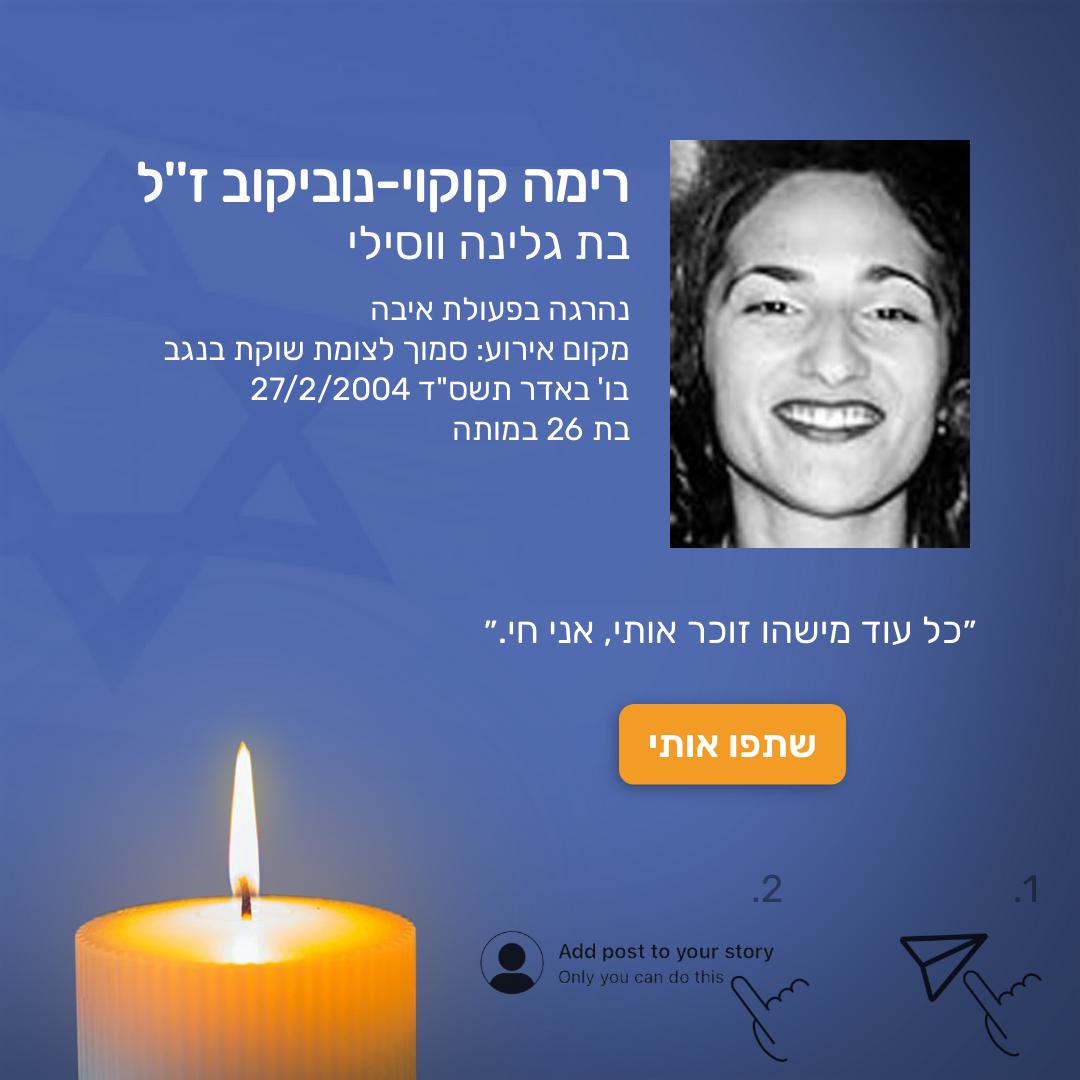 רימה קוקוי-נוביקוב ז"ל
בת גלינה ווסילי
נהרגה בפעולת איבה
מקום אירוע: סמוך לצומת שוקת בנגב
בו' באדר תשס"ד 27/2/2004
בת 26 במותה
״כל עוד מישהו זוכר אותי, אני חי.״
שתפו אותי
1.
2.
Add post to your story
Only you can do this